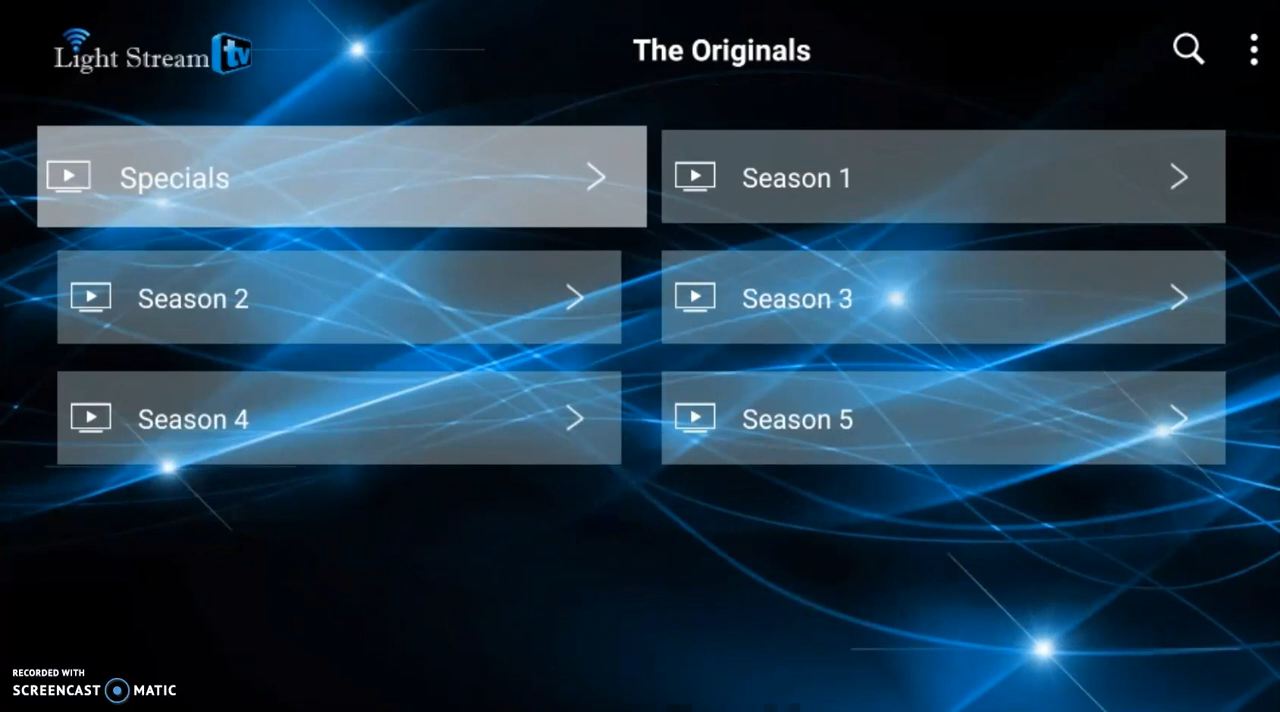 Light Stream tv
The Originals
Specials
Season 1
Season 2
Season 3
Season 4
Season 5
RECORDED WITH
SCREENCAST MATIC